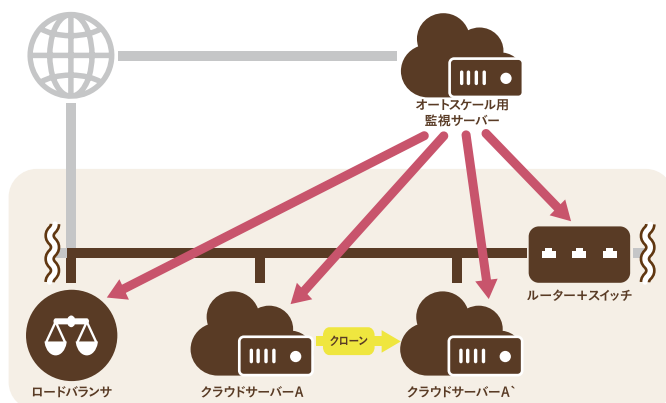 オートスケール用
監視サーバー
ルーター＋スイッチ
クローン
ロードバランサ
クラウドサーバーA
クラウドサーバーA`